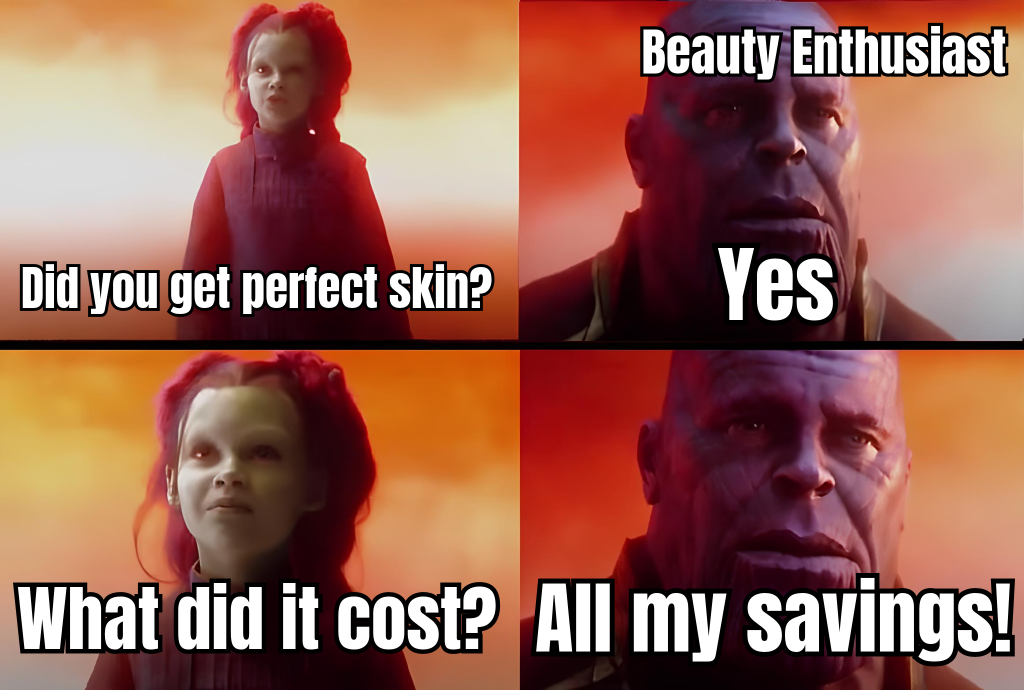 Did you get perfect skin?
Beauty Enthusiast
Yes
What did it cost?
All my savings!